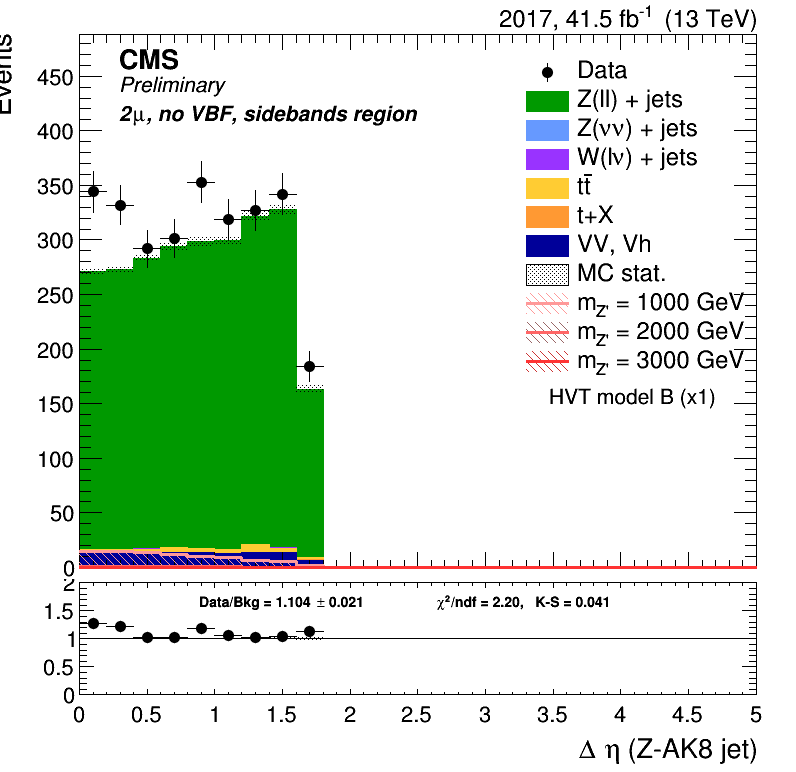 2017, 41.5 fb⁻¹ (13 TeV)
Events
CMS
Preliminary
2μ, no VBF, sidebands region
Data
Z(ll) + jets
Z(νν) + jets
W(lν) + jets
tt̄
t+X
VV, Vh
MC stat.
m_Z' = 1000 GeV
m_Z' = 2000 GeV
m_Z' = 3000 GeV
HVT model B (x1)
450
400
350
300
250
200
150
100
50
0
2
1.5
1
0.5
0
Data/Bkg = 1.104 ± 0.021
χ²/ndf = 2.20, K-S = 0.041
0 0.5 1 1.5 2 2.5 3 3.5 4 4.5 5
Δ η (Z-AK8 jet)